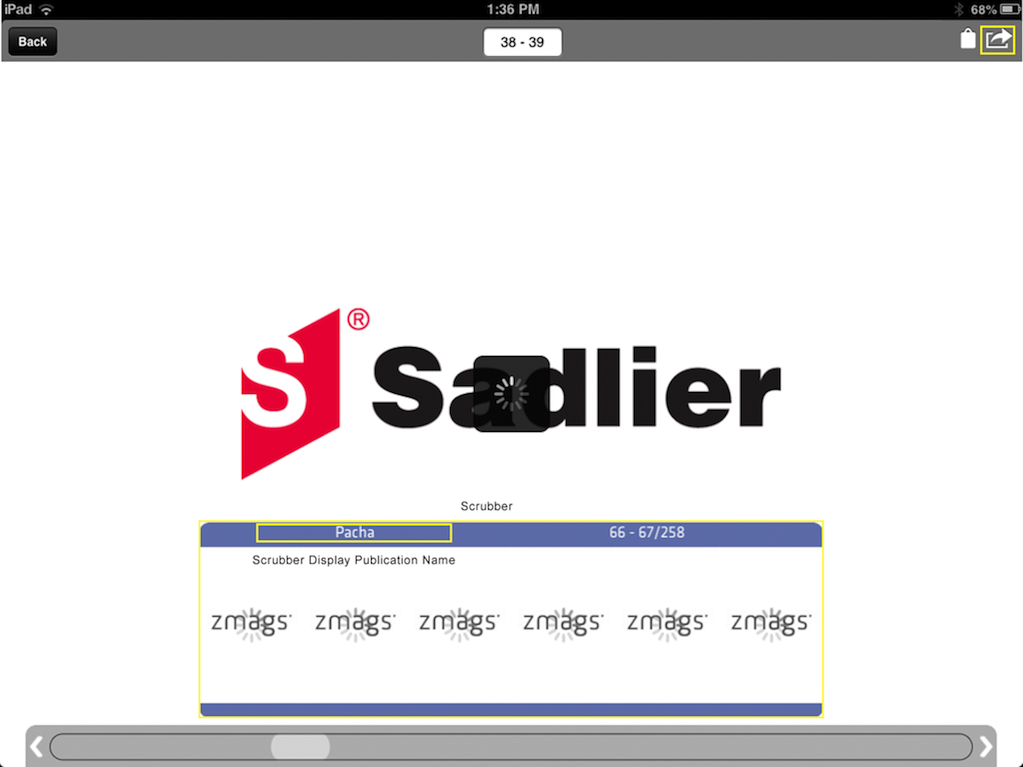 iPad 1:36 PM 68%
Back 38 - 39
S® Sadlier
Scrubber
Pacha 66 - 67/258
Scrubber Display Publication Name
zmags zmags zmags zmags zmags zmags